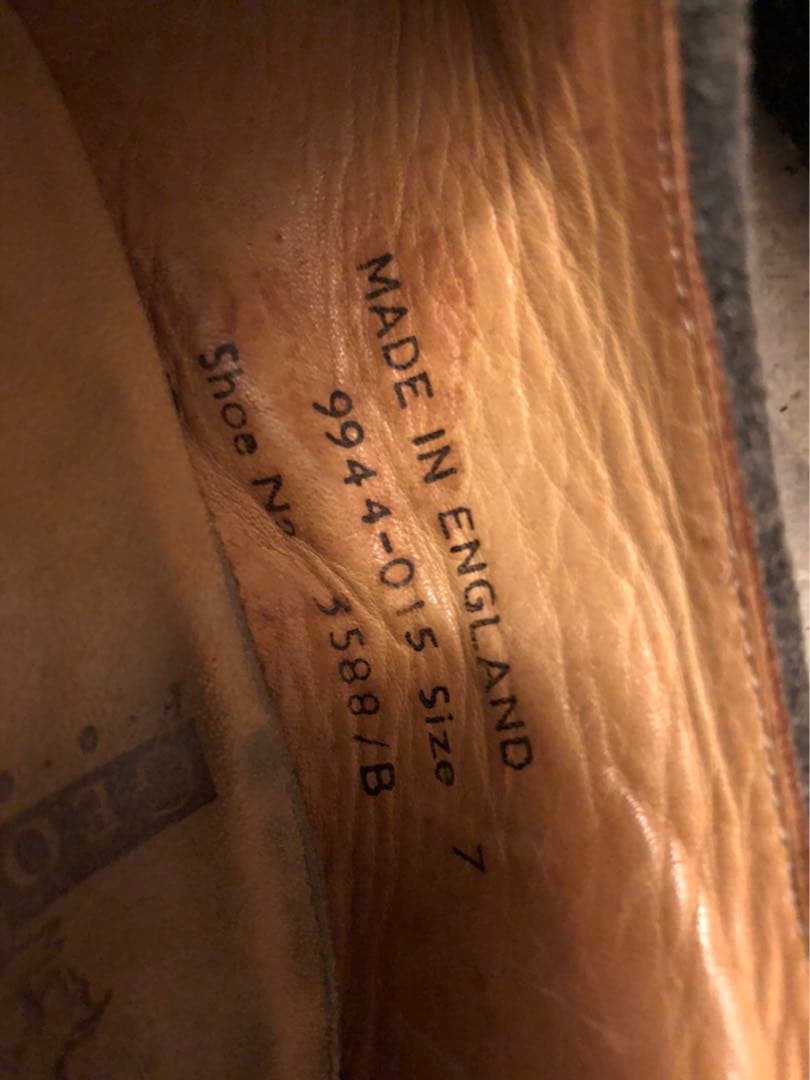 MADE IN ENGLAND
9944-015 Size 7
Shoe Nº 3588/B